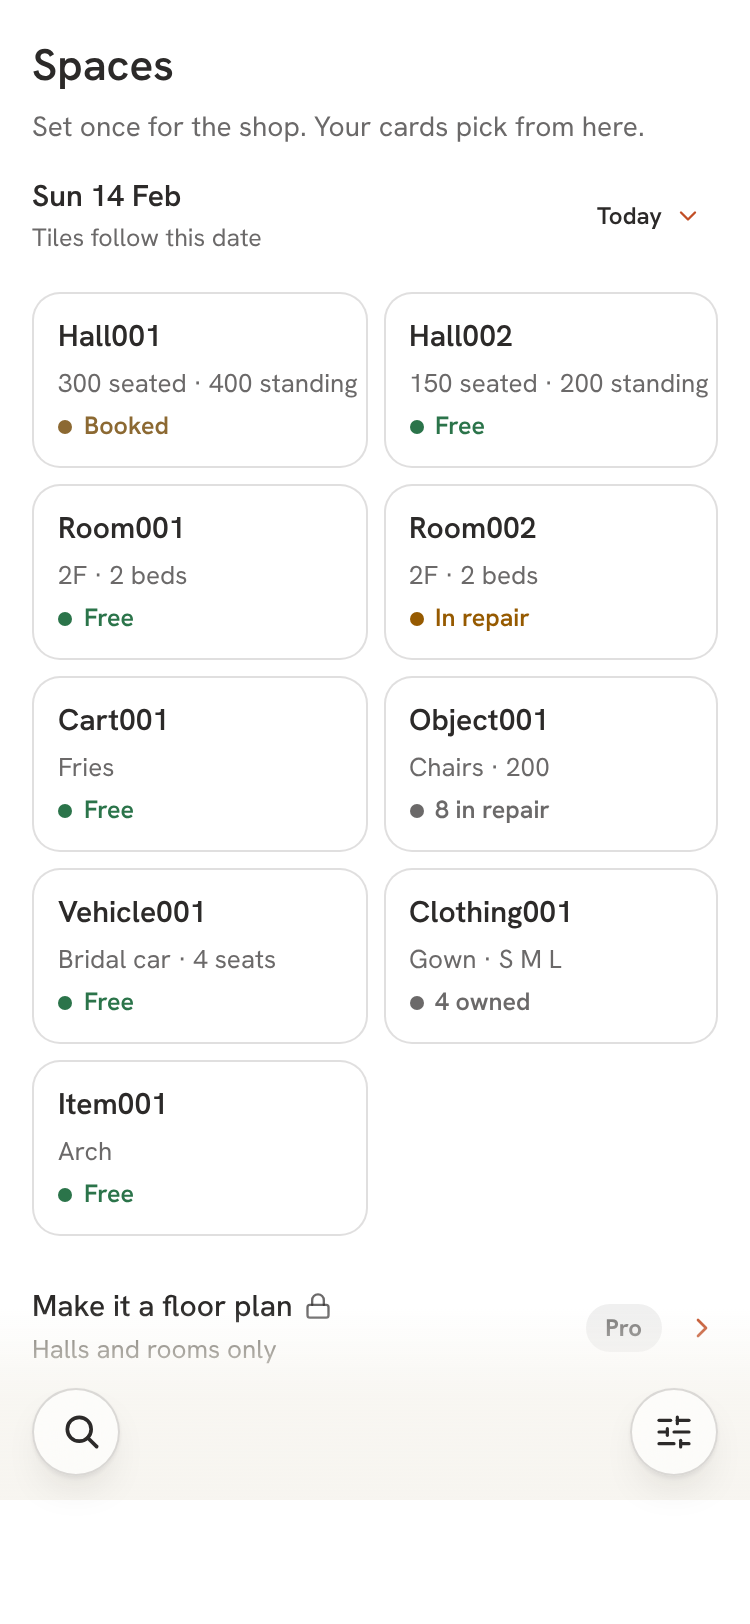 Spaces
Set once for the shop. Your cards pick from here.
Sun 14 Feb
Tiles follow this date
Today
Hall001
300 seated · 400 standing
Booked
Hall002
150 seated · 200 standing
Free
Room001
2F · 2 beds
Free
Room002
2F · 2 beds
In repair
Cart001
Fries
Free
Object001
Chairs · 200
8 in repair
Vehicle001
Bridal car · 4 seats
Free
Clothing001
Gown · S M L
4 owned
Item001
Arch
Free
Make it a floor plan
Halls and rooms only
Pro